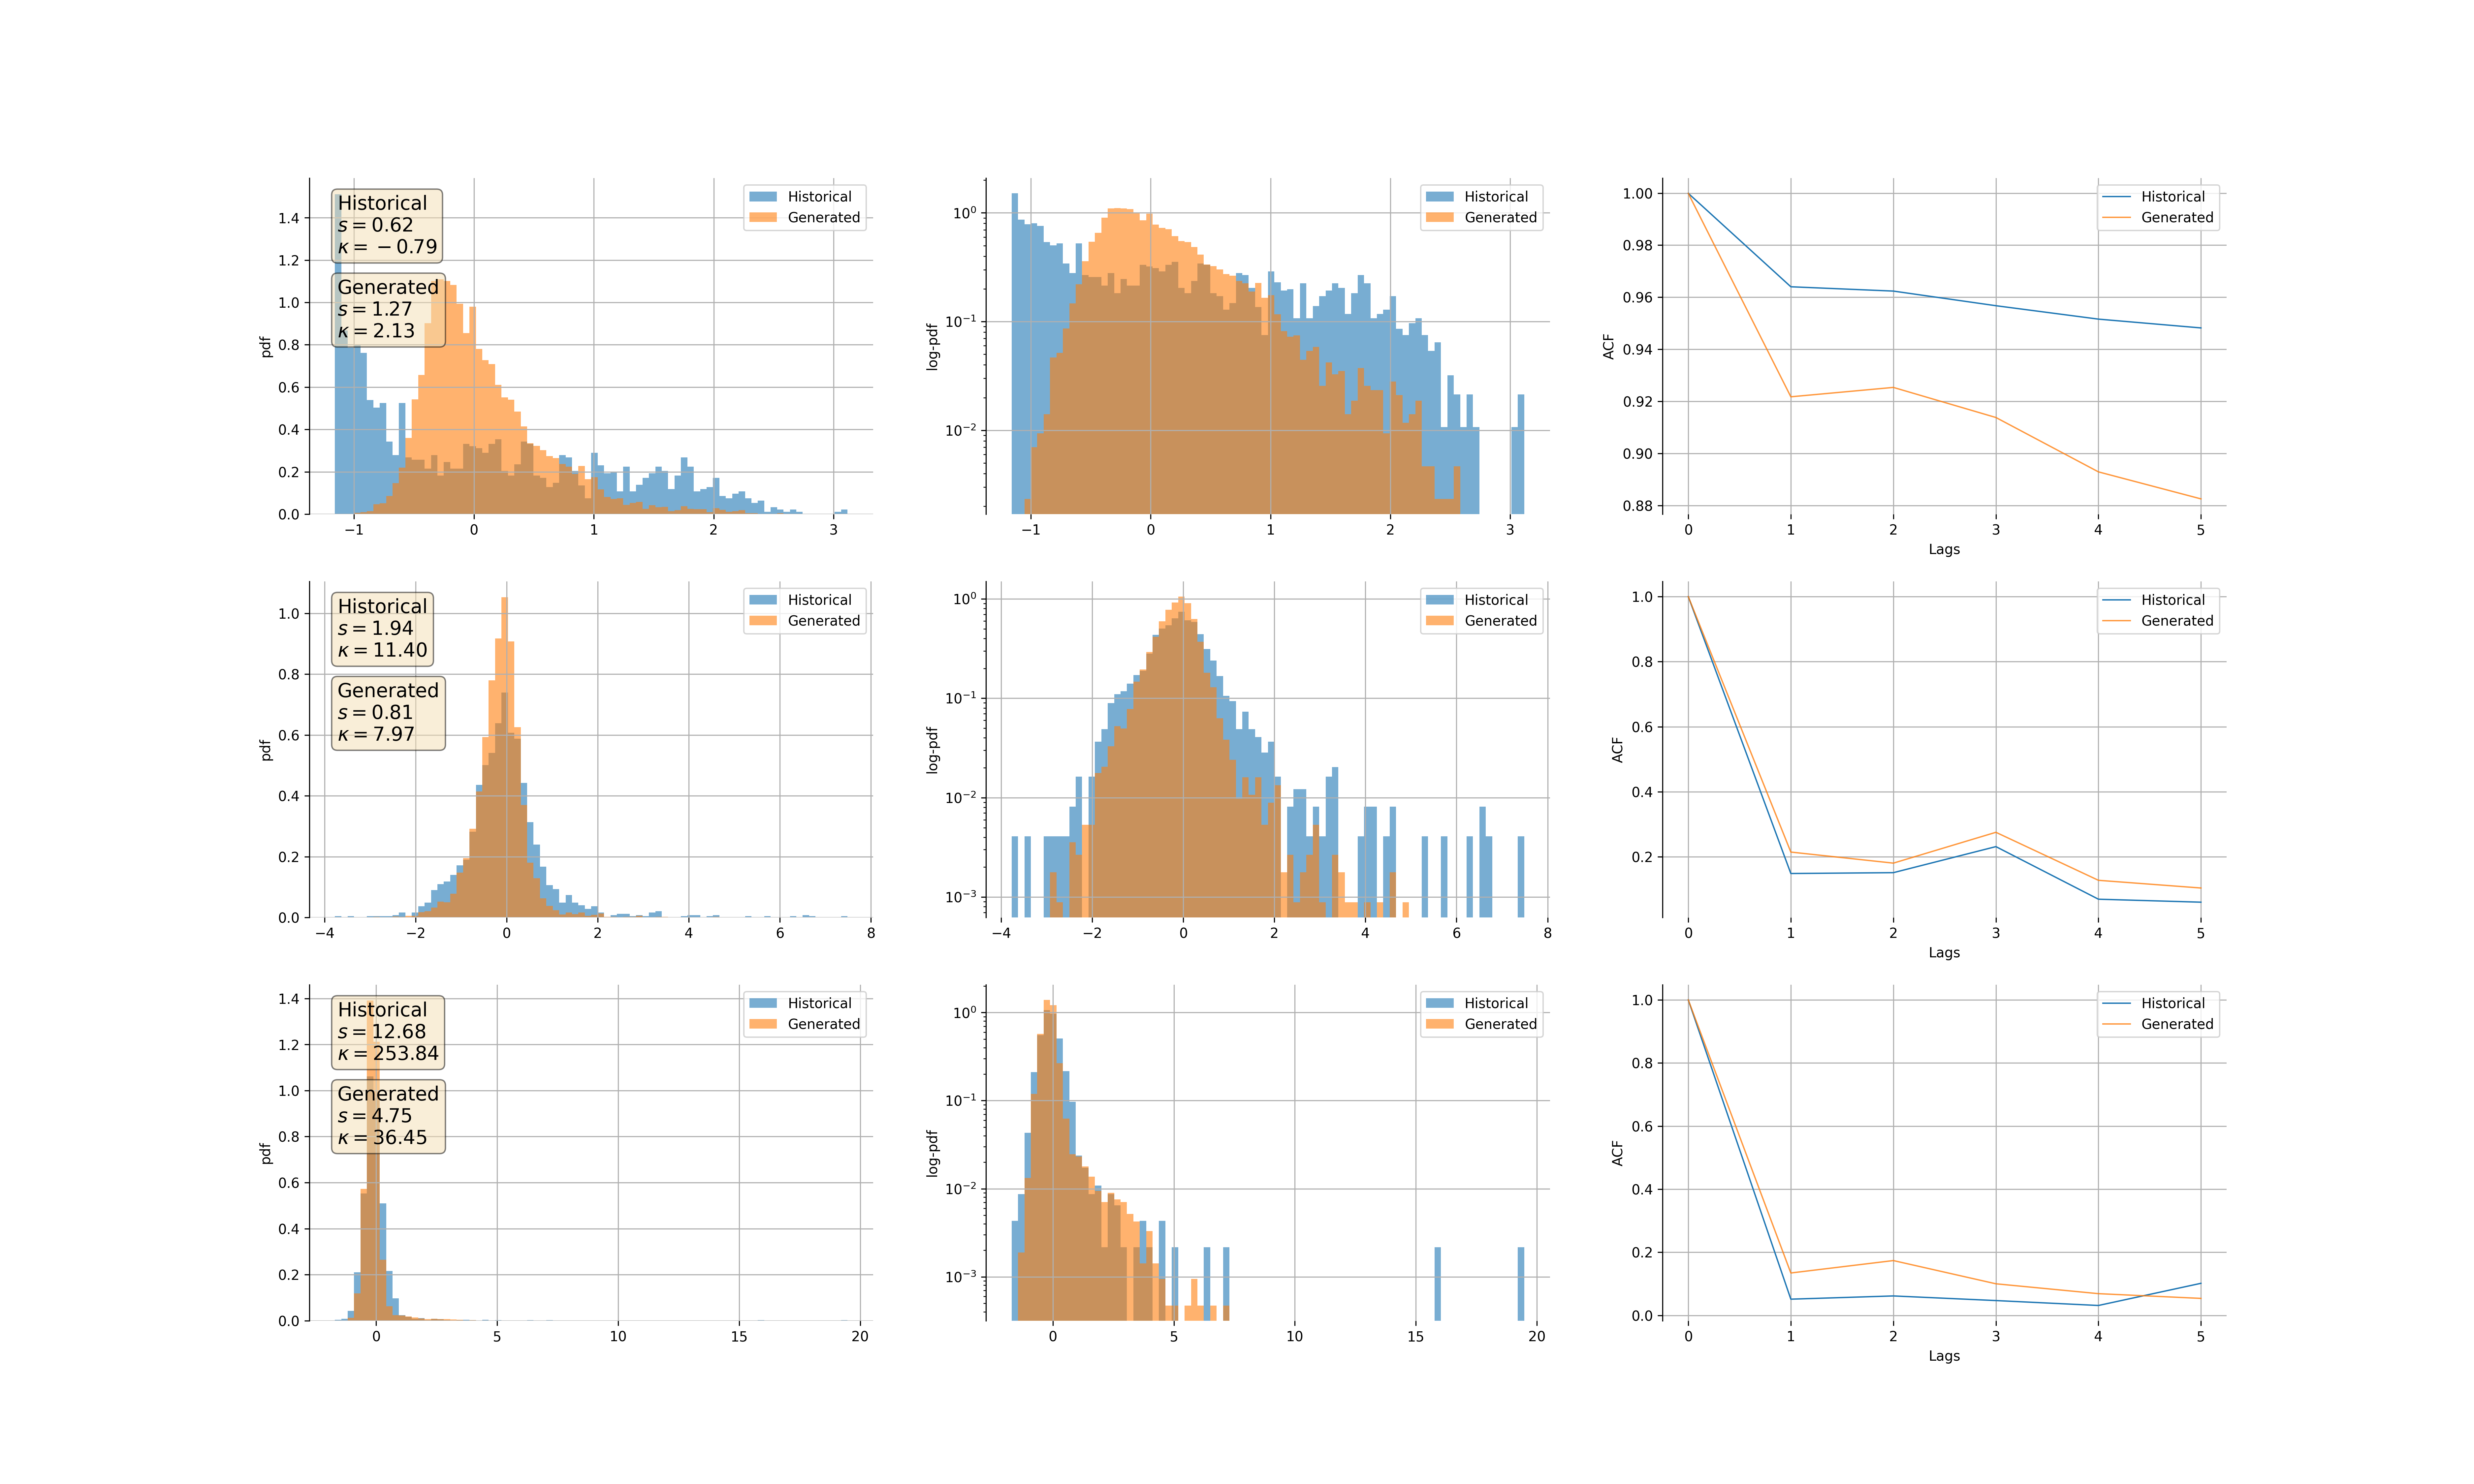 Historical
s = 0.62
κ = −0.79
Generated
s = 1.27
κ = 2.13
Historical
Generated
pdf
0.0
0.2
0.4
0.6
0.8
1.0
1.2
1.4
−1 0 1 2 3
Historical
Generated
log-pdf
10⁰
10⁻¹
10⁻²
−1 0 1 2 3
Historical
Generated
ACF
1.00
0.98
0.96
0.94
0.92
0.90
0.88
0 1 2 3 4 5
Lags
Historical
s = 1.94
κ = 11.40
Generated
s = 0.81
κ = 7.97
Historical
Generated
pdf
1.0
0.8
0.6
0.4
0.2
0.0
−4 −2 0 2 4 6 8
Historical
Generated
log-pdf
10⁰
10⁻¹
10⁻²
10⁻³
−4 −2 0 2 4 6 8
Historical
Generated
ACF
1.0
0.8
0.6
0.4
0.2
0 1 2 3 4 5
Lags
Historical
s = 12.68
κ = 253.84
Generated
s = 4.75
κ = 36.45
Historical
Generated
pdf
1.4
1.2
1.0
0.8
0.6
0.4
0.2
0.0
0 5 10 15 20
Historical
Generated
log-pdf
10⁰
10⁻¹
10⁻²
10⁻³
0 5 10 15 20
Historical
Generated
ACF
1.0
0.8
0.6
0.4
0.2
0.0
0 1 2 3 4 5
Lags